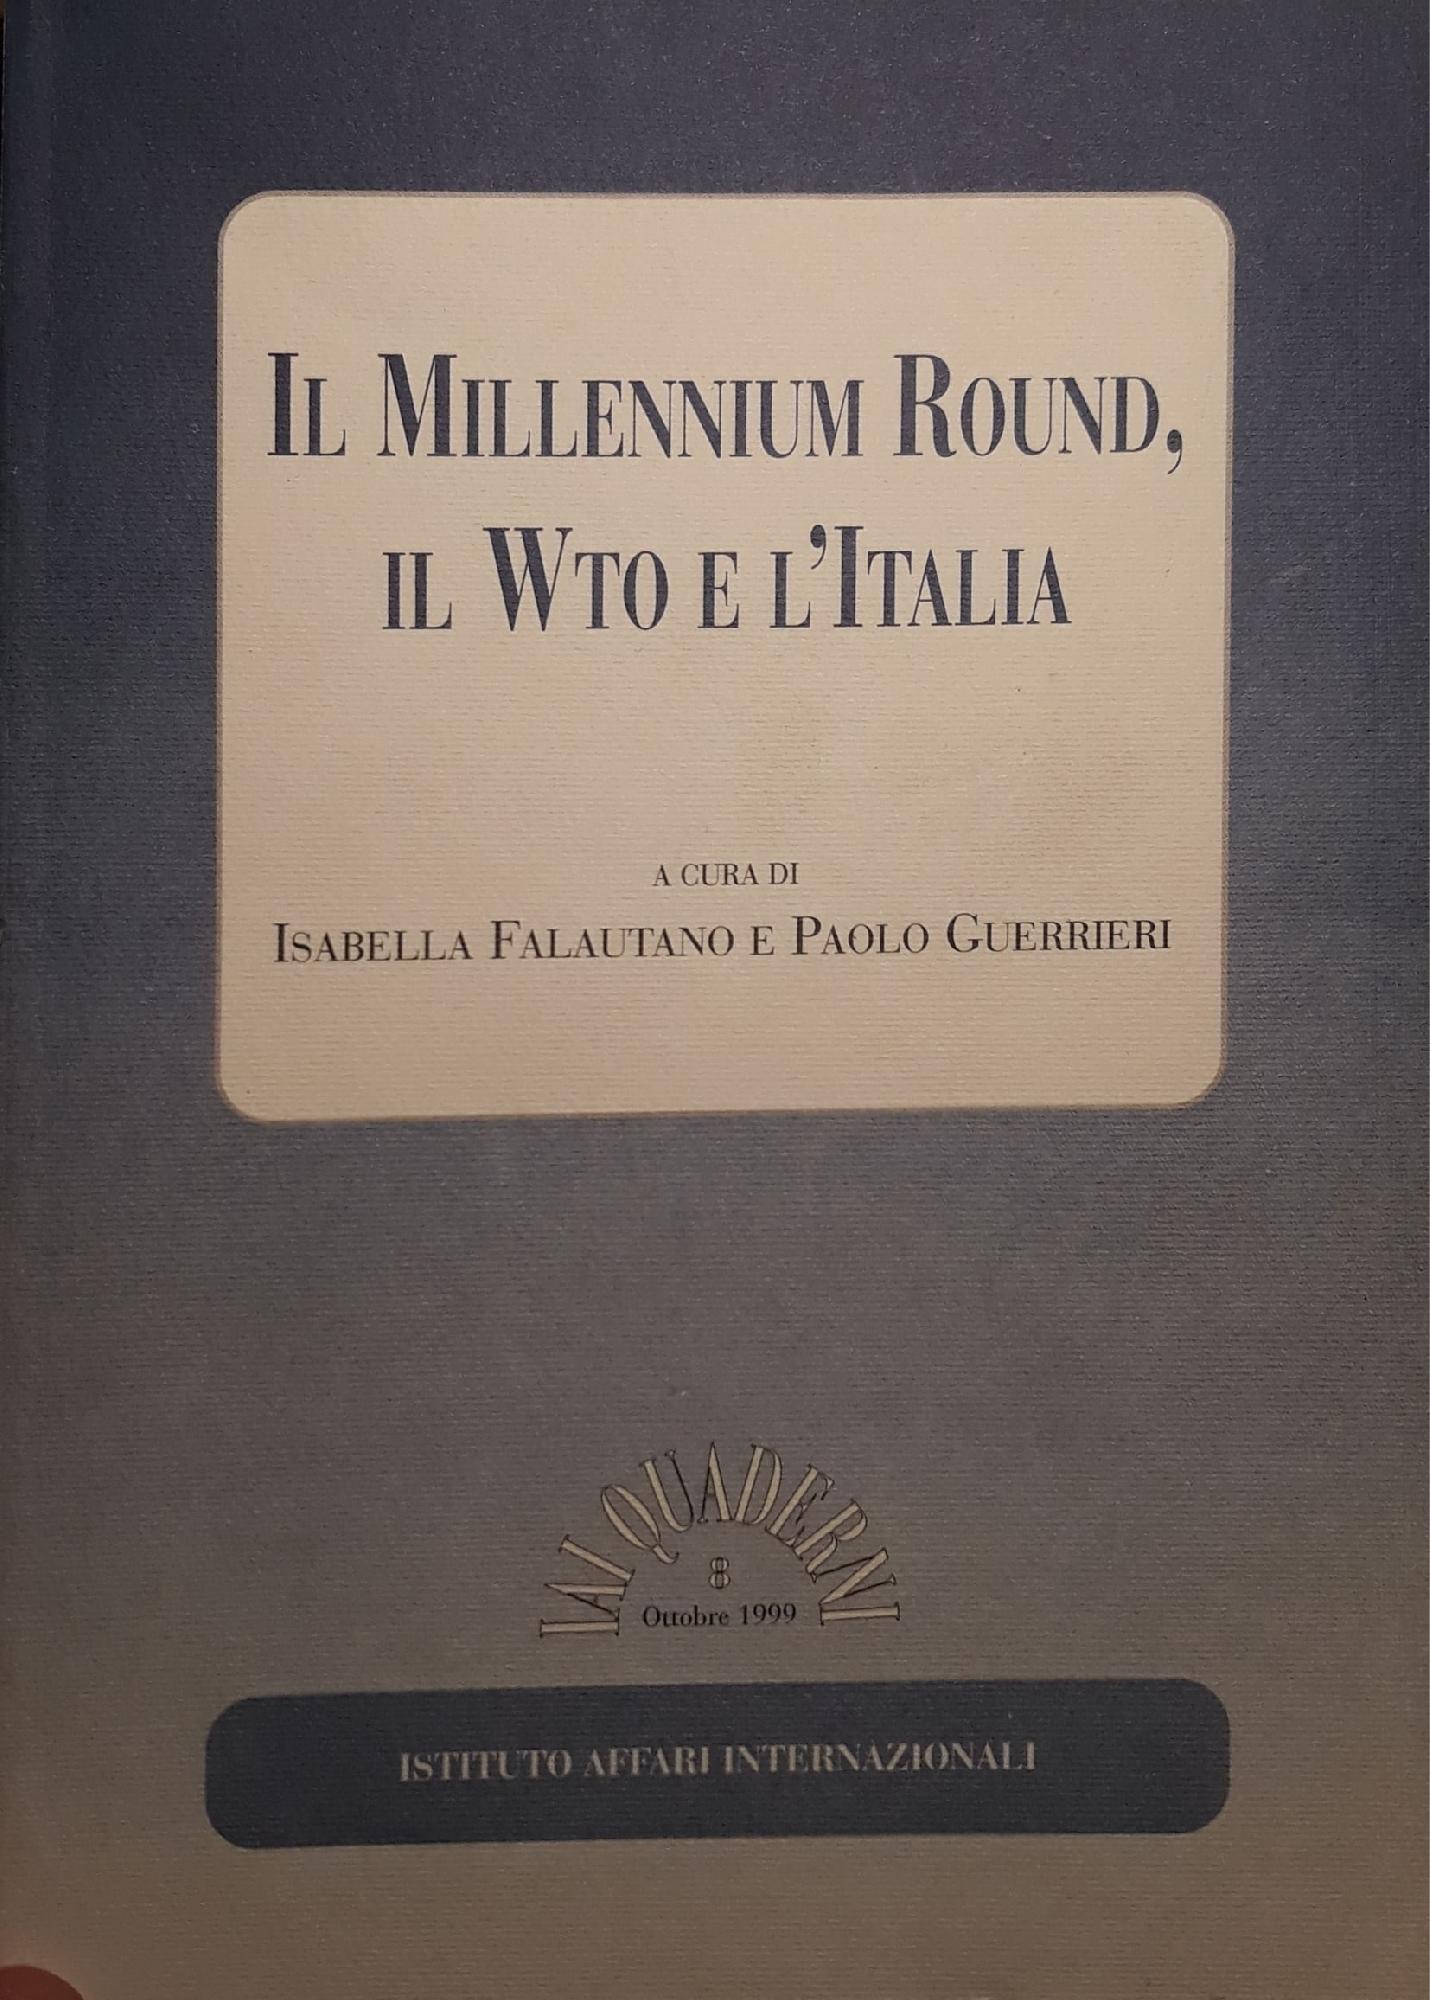 IL MILLENNIUM ROUND,
IL WTO E L'ITALIA
A CURA DI
ISABELLA FALAUTANO E PAOLO GUERRIERI
IAI QUADERNI
8
Ottobre 1999
ISTITUTO AFFARI INTERNAZIONALI